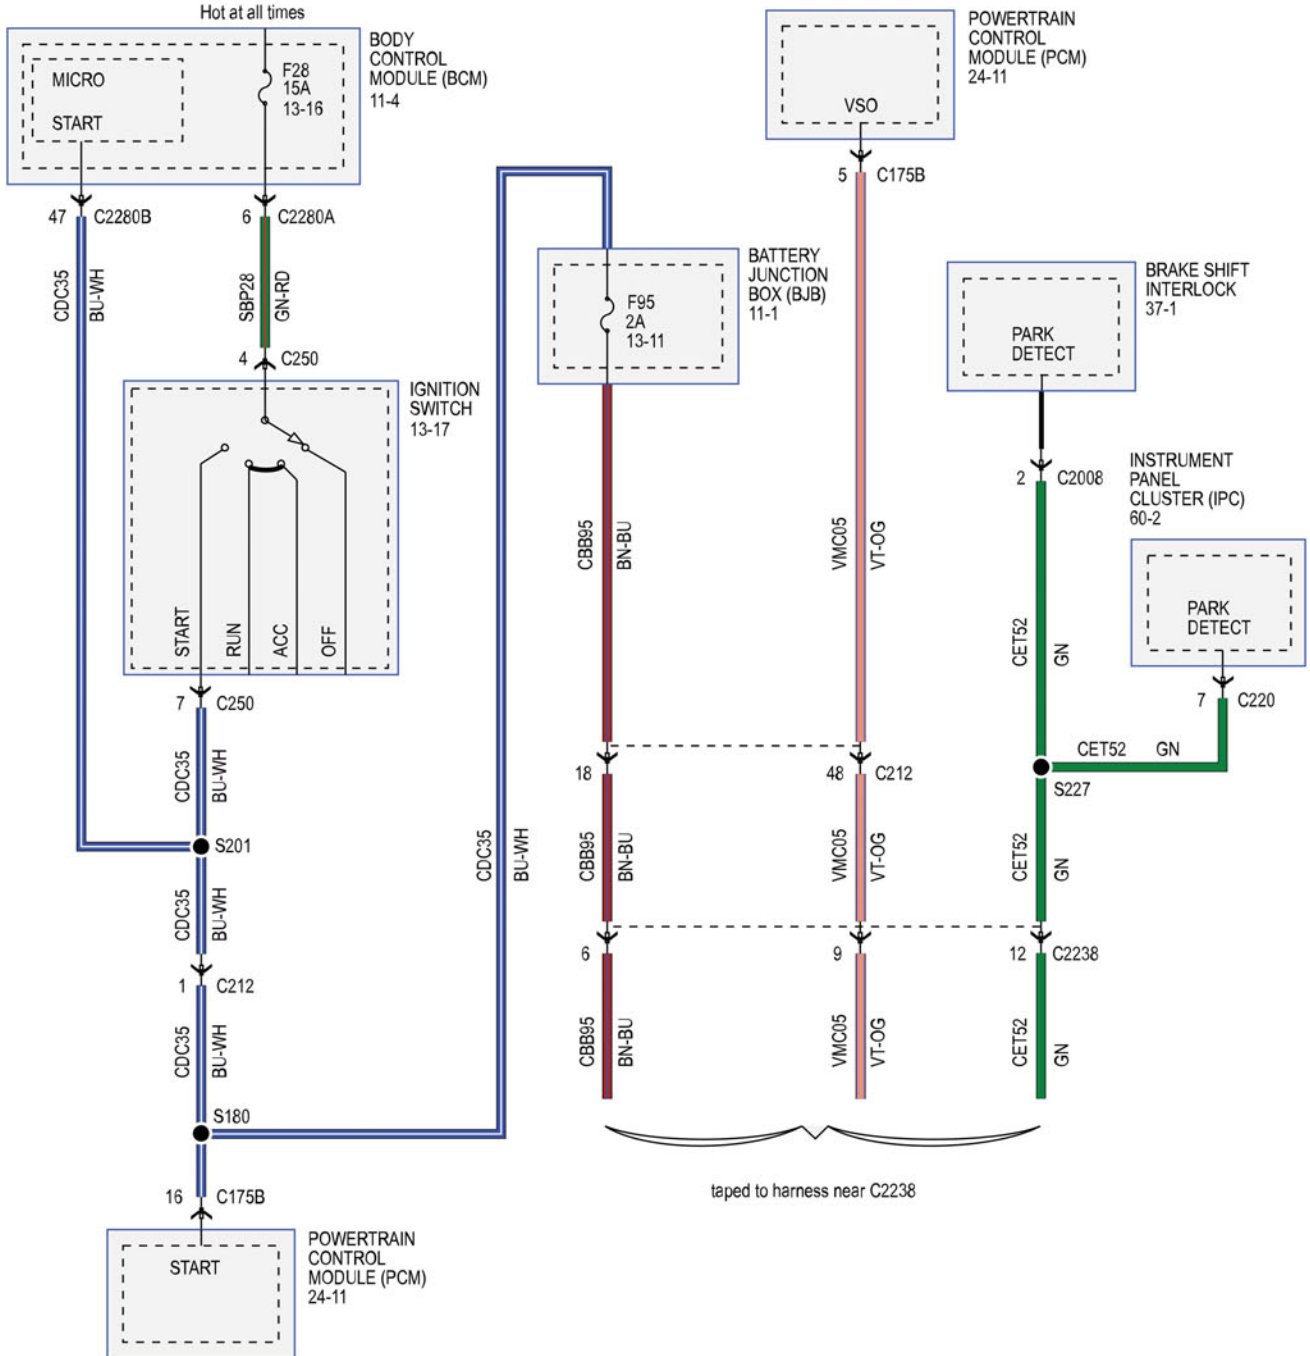 Hot at all times
BODY
CONTROL
MODULE (BCM)
11-4
MICRO
START
F28
15A
13-16
47 C2280B
6 C2280A
CDC35
BU-WH
SBP28
GN-RD
4 C250
IGNITION
SWITCH
13-17
START
RUN
ACC
OFF
7 C250
CDC35
BU-WH
S201
CDC35
BU-WH
1 C212
CDC35
BU-WH
S180
16 C175B
START
POWERTRAIN
CONTROL
MODULE (PCM)
24-11
CDC35
BU-WH
BATTERY
JUNCTION
BOX (BJB)
11-1
F95
2A
13-11
CBB95
BN-BU
18
CBB95
BN-BU
6
CBB95
BN-BU
POWERTRAIN
CONTROL
MODULE (PCM)
24-11
VSO
5 C175B
VMC05
VT-OG
48 C212
VMC05
VT-OG
9
VMC05
VT-OG
BRAKE SHIFT
INTERLOCK
37-1
PARK
DETECT
2 C2008
CET52
GN
INSTRUMENT
PANEL
CLUSTER (IPC)
60-2
PARK
DETECT
7 C220
CET52 GN
S227
CET52
GN
12 C2238
CET52
GN
taped to harness near C2238